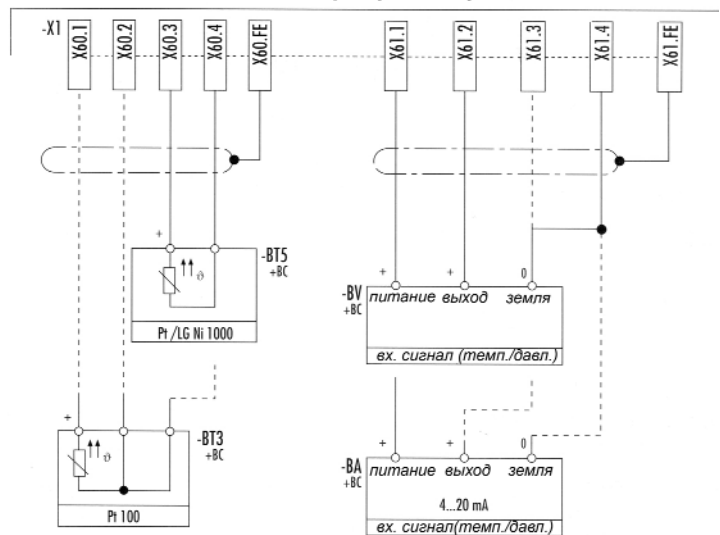 -X1 X60.1 X60.2 X60.3 X60.4 X60.FE X61.1 X61.2 X61.3 X61.4 X61.FE
+
-BT5
+BC
ϑ
Pt /LG Ni 1000
+ + 0
-BV
+BC
питание выход земля
вх. сигнал (темп./давл.)
+
-BT3
+BC
ϑ
Pt 100
+ + 0
-BA
+BC
питание выход земля
4...20 mA
вх. сигнал(темп./давл.)